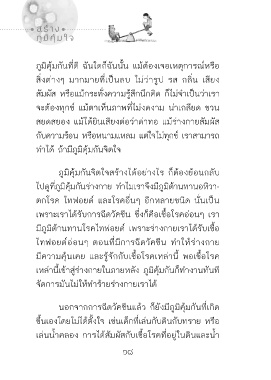 สร้าง
ภูมิคุ้มใจ
ภูมิคุ้มกันที่ดี ฉันใดก็ฉันนั้น แม้ต้องเจอเหตุการณ์หรือ
สิ่งต่างๆ มากมายที่เป็นลบ ไม่ว่ารูป รส กลิ่น เสียง
สัมผัส หรือแม้กระทั่งความรู้สึกนึกคิด ก็ไม่จำเป็นว่าเรา
จะต้องทุกข์ แม้ตาเห็นภาพที่ไม่งดงาม น่าเกลียด ชวน
สยดสยอง แม้ได้ยินเสียงต่อว่าด่าทอ แม้ร่างกายสัมผัส
กับความร้อน หรือหนามแหลม แต่ใจไม่ทุกข์ เราสามารถ
ทำได้ ถ้ามีภูมิคุ้มกันจิตใจ
ภูมิคุ้มกันจิตใจสร้างได้อย่างไร ก็ต้องย้อนกลับ
ไปดูที่ภูมิคุ้มกันร่างกาย ทำไมเราจึงมีภูมิต้านทานอหิวา-
ตกโรค ไทฟอยด์ และโรคอื่นๆ อีกหลายชนิด นั่นเป็น
เพราะเราได้รับการฉีดวัคซีน ซึ่งก็คือเชื้อโรคอ่อนๆ เรา
มีภูมิต้านทานโรคไทฟอยด์ เพราะร่างกายเราได้รับเชื้อ
ไทฟอยด์อ่อนๆ ตอนที่มีการฉีดวัคซีน ทำให้ร่างกาย
มีความคุ้นเคย และรู้จักกับเชื้อโรคเหล่านี้ พอเชื้อโรค
เหล่านี้เข้าสู่ร่างกายในภายหลัง ภูมิคุ้มกันก็ทำงานทันที
จัดการมันไม่ให้ทำร้ายร่างกายเราได้
นอกจากการฉีดวัคซีนแล้ว ก็ยังมีภูมิคุ้มกันที่เกิด
ขึ้นเองโดยไม่ได้ตั้งใจ เช่นเด็กที่เล่นกับดินกับทราย หรือ
เล่นน้ำคลอง การได้สัมผัสกับเชื้อโรคที่อยู่ในดินและน้ำ
๑๘